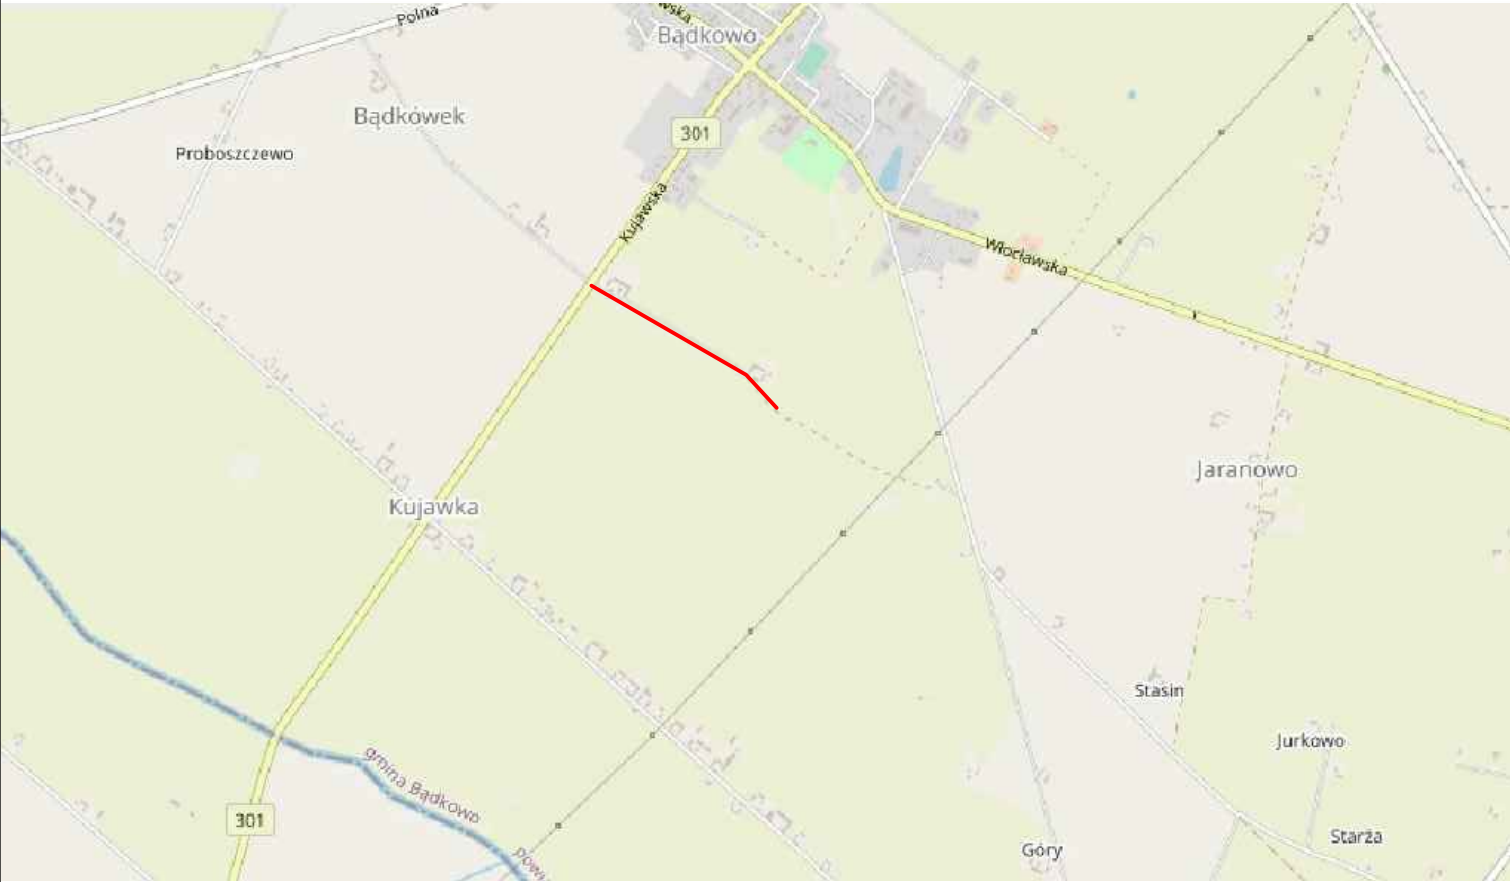 Polna
Bądkowo
Bądkówek
301
Proboszczewo
Kujawska
Włocławska
Jaranowo
Kujawka
Stasin
Jurkowo
gmina Bądkowo
301
Starża
Góry